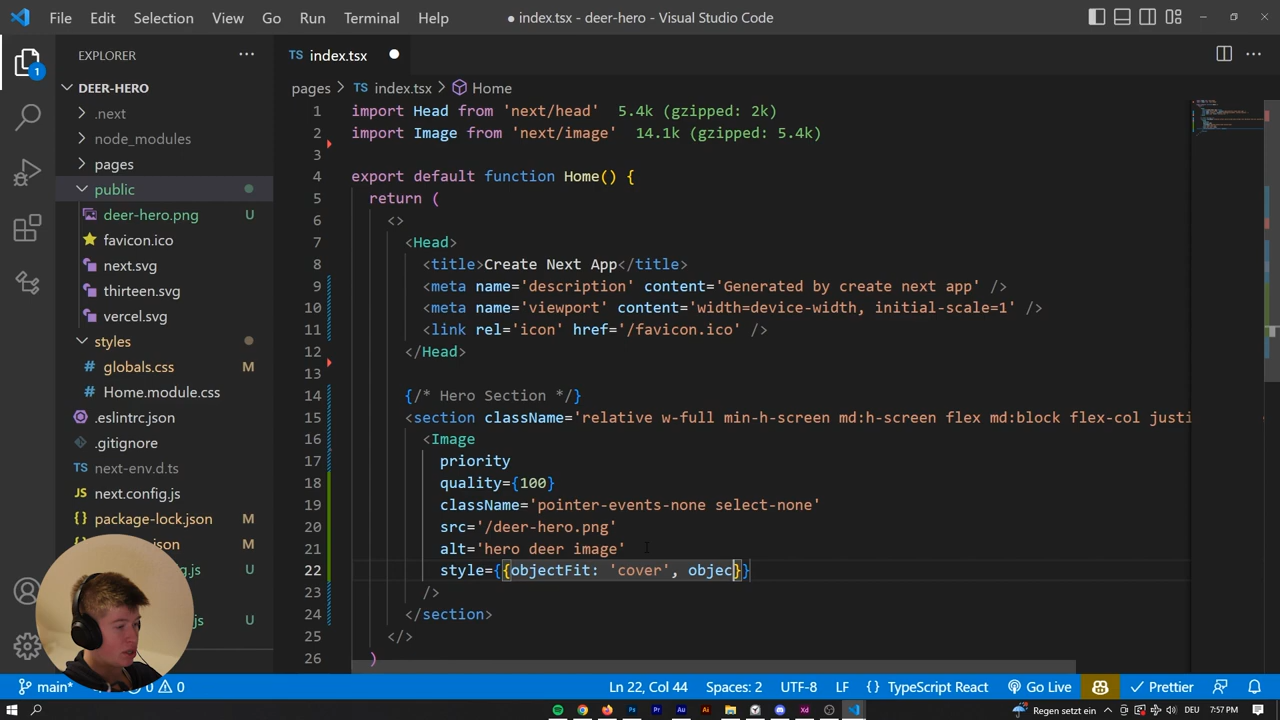 File Edit Selection View Go Run Terminal Help
● index.tsx - deer-hero - Visual Studio Code
EXPLORER
TS index.tsx
DEER-HERO
pages > TS index.tsx > Home
.next
node_modules
pages
public
deer-hero.png U
favicon.ico
next.svg
thirteen.svg
vercel.svg
styles
globals.css M
Home.module.css
.eslintrc.json
.gitignore
TS next-env.d.ts
JS next.config.js
package-lock.json M
.json M
.js U
.js U
1 import Head from 'next/head' 5.4k (gzipped: 2k)
2 import Image from 'next/image' 14.1k (gzipped: 5.4k)
3
4 export default function Home() {
5 return (
6 <>
7 <Head>
8 <title>Create Next App</title>
9 <meta name='description' content='Generated by create next app' />
10 <meta name='viewport' content='width=device-width, initial-scale=1' />
11 <link rel='icon' href='/favicon.ico' />
12 </Head>
13
14 {/* Hero Section */}
15 <section className='relative w-full min-h-screen md:h-screen flex md:block flex-col justi
16 <Image
17 priority
18 quality={100}
19 className='pointer-events-none select-none'
20 src='/deer-hero.png'
21 alt='hero deer image'
22 style={{objectFit: 'cover', objec}}
23 />
24 </section>
25 </>
26 )
main* 0 0 Ln 22, Col 44 Spaces: 2 UTF-8 LF {} TypeScript React Go Live Prettier
Regen setzt ein DEU 7:57 PM